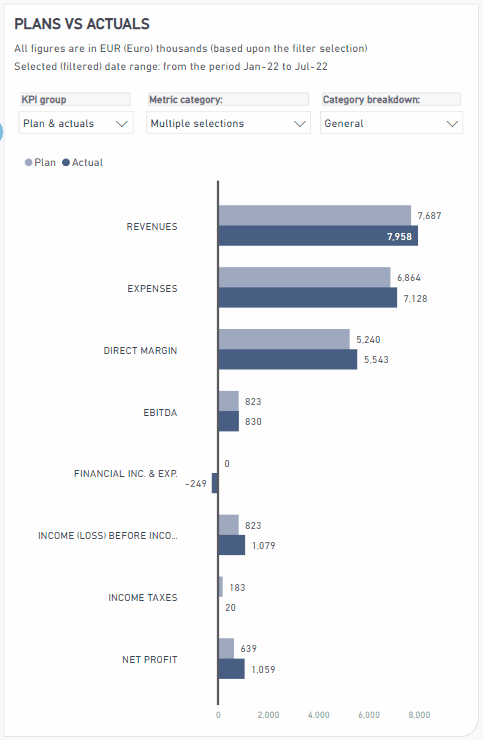 PLANS VS ACTUALS
All figures are in EUR (Euro) thousands (based upon the filter selection)
Selected (filtered) date range: from the period Jan-22 to Jul-22
KPI group
Metric category:
Category breakdown:
Plan & actuals
Multiple selections
General
Plan
Actual
REVENUES
7,687
7,958
EXPENSES
6,864
7,128
DIRECT MARGIN
5,240
5,543
EBITDA
823
830
FINANCIAL INC. & EXP.
0
-249
INCOME (LOSS) BEFORE INCO...
823
1,079
INCOME TAXES
183
20
NET PROFIT
639
1,059
0
2,000
4,000
6,000
8,000